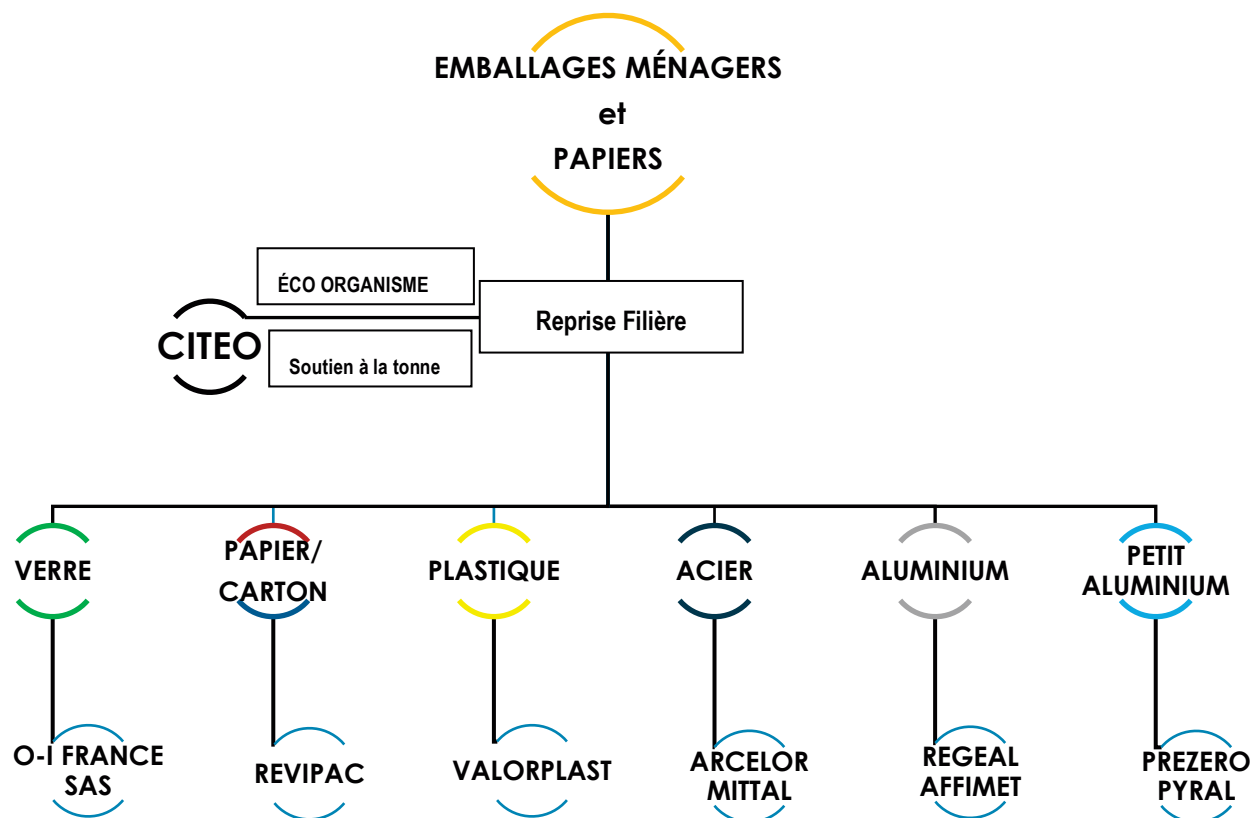 EMBALLAGES MÉNAGERS
et
PAPIERS
ÉCO ORGANISME
Reprise Filière
CITEO
Soutien à la tonne
VERRE
PAPIER/
CARTON
PLASTIQUE
ACIER
ALUMINIUM
PETIT
ALUMINIUM
O-I FRANCE
SAS
REVIPAC
VALORPLAST
ARCELOR
MITTAL
REGEAL
AFFIMET
PREZERO
PYRAL